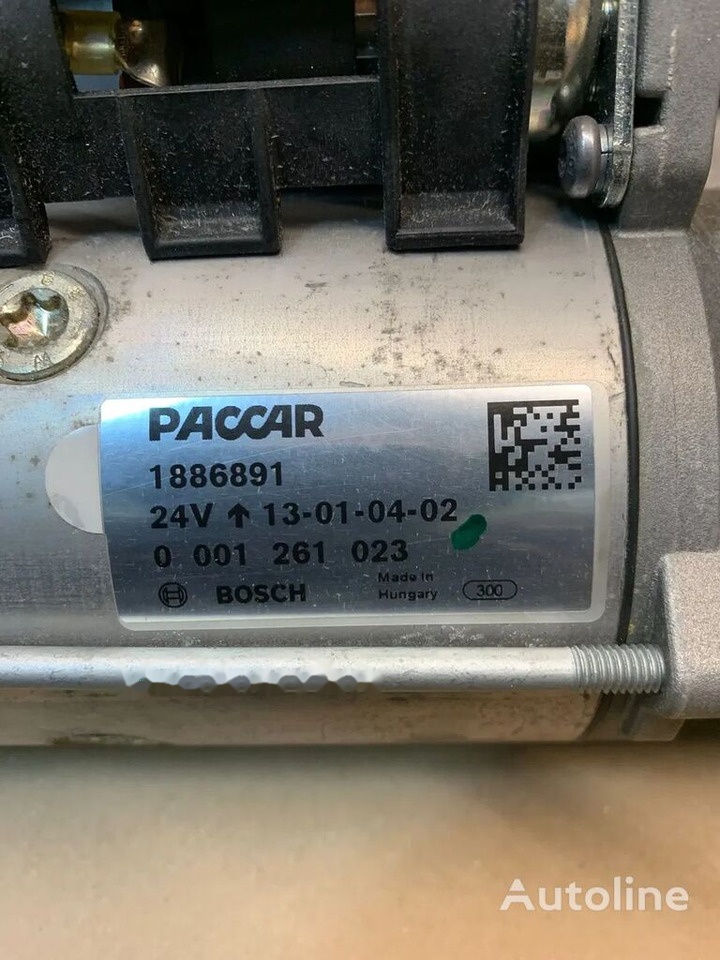 PACCAR
1886891
24V ↑ 13-01-04-02
0 001 261 023
BOSCH
Made in
Hungary
300
Autoline